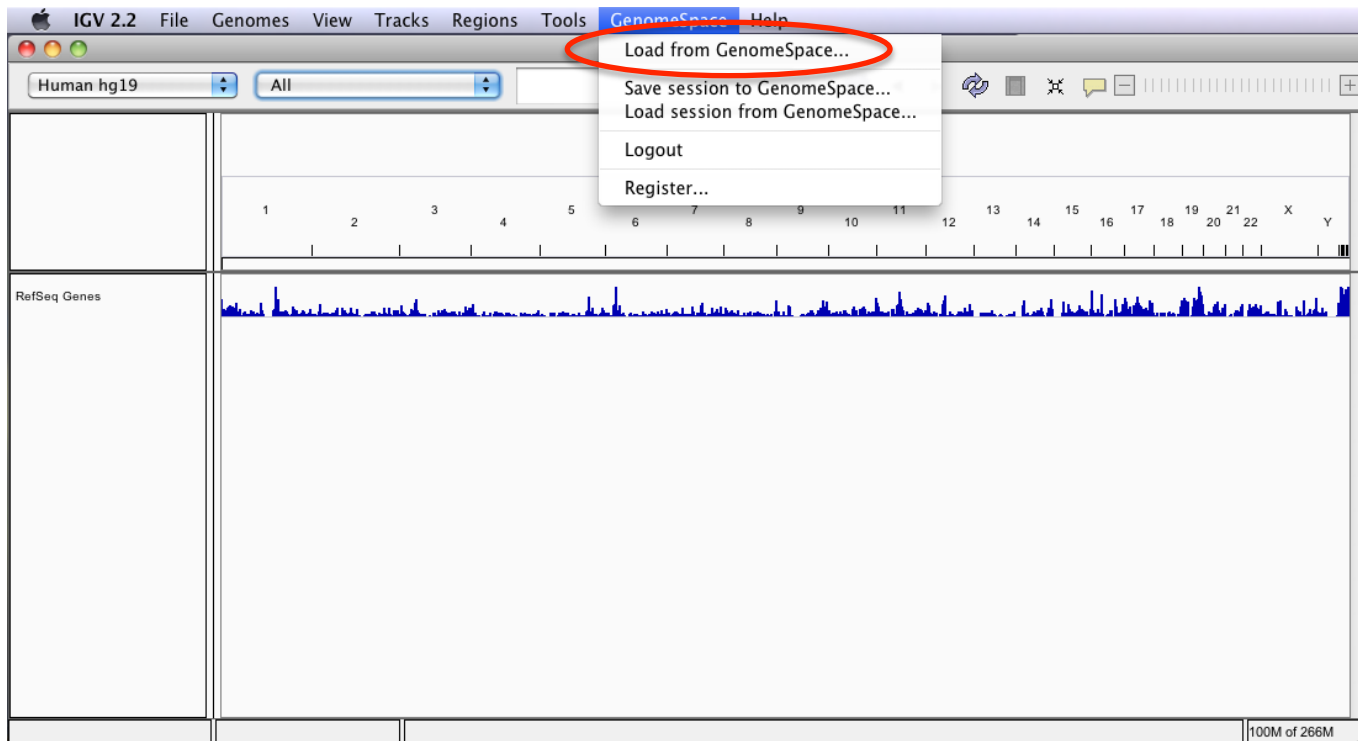 IGV 2.2 File Genomes View Tracks Regions Tools GenomeSpace Help
Load from GenomeSpace...
Human hg19 All
Save session to GenomeSpace...
Load session from GenomeSpace...
Logout
Register...
1 2 3 4 5 6 7 8 9 10 11 12 13 14 15 16 17 18 19 20 21 22 X Y
RefSeq Genes
100M of 266M